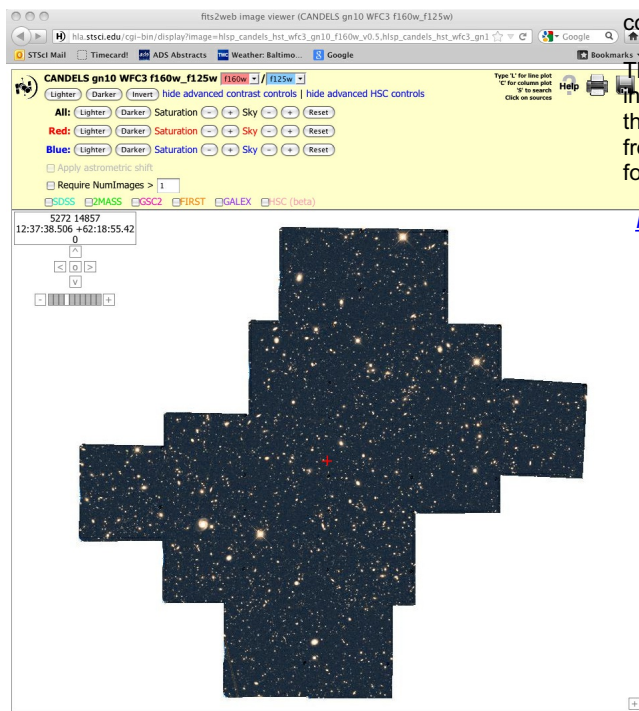 fits2web image viewer (CANDELS gn10 WFC3 f160w_f125w)
hla.stsci.edu/cgi-bin/display?image=hlsp_candels_hst_wfc3_gn10_f160w_v0.5,hlsp_candels_hst_wfc3_gn1
Google
STScI Mail Timecard! ADS Abstracts Weather: Baltimo... Google Bookmarks
CANDELS gn10 WFC3 f160w_f125w f160w / f125w
Type 'L' for line plot
'C' for column plot
'S' to search
Click on sources
Help
Lighter Darker Invert hide advanced contrast controls | hide advanced HSC controls
All: Lighter Darker Saturation - + Sky - + Reset
Red: Lighter Darker Saturation - + Sky - + Reset
Blue: Lighter Darker Saturation - + Sky - + Reset
Apply astrometric shift
Require NumImages > 1
SDSS 2MASS GSC2 FIRST GALEX HSC (beta)
5272 14857
12:37:38.506 +62:18:55.42
0
^
< o >
v
- +
+